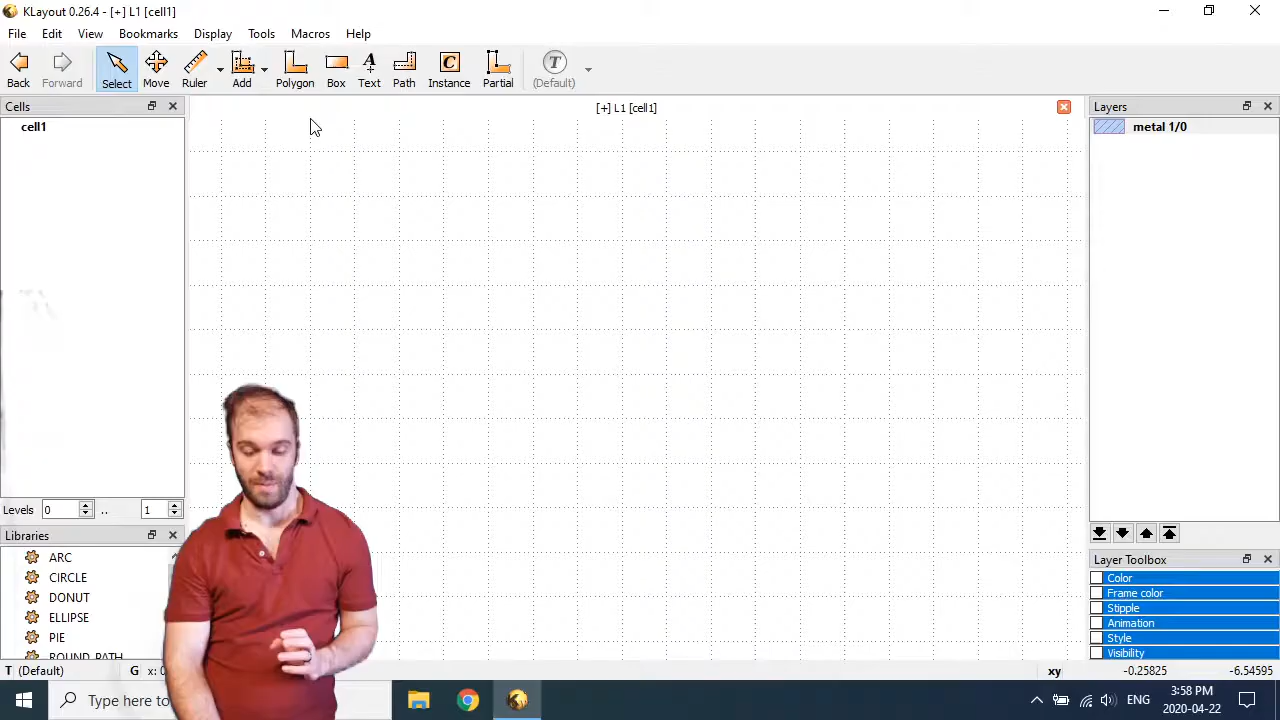 KLayout 0.26.4 - [+] L1 [cell1]
File Edit View Bookmarks Display Tools Macros Help
Back Forward Select Move Ruler Add Polygon Box Text Path Instance Partial (Default)
Cells
[+] L1 [cell1]
Layers
cell1
metal 1/0
Levels 0 .. 1
Libraries
ARC
CIRCLE
DONUT
ELLIPSE
PIE
ROUND_PATH
Layer Toolbox
Color
Frame color
Stipple
Animation
Style
Visibility
T (Default) G x: xy -0.25825 -6.54595
Type here to
ENG
3:58 PM
2020-04-22